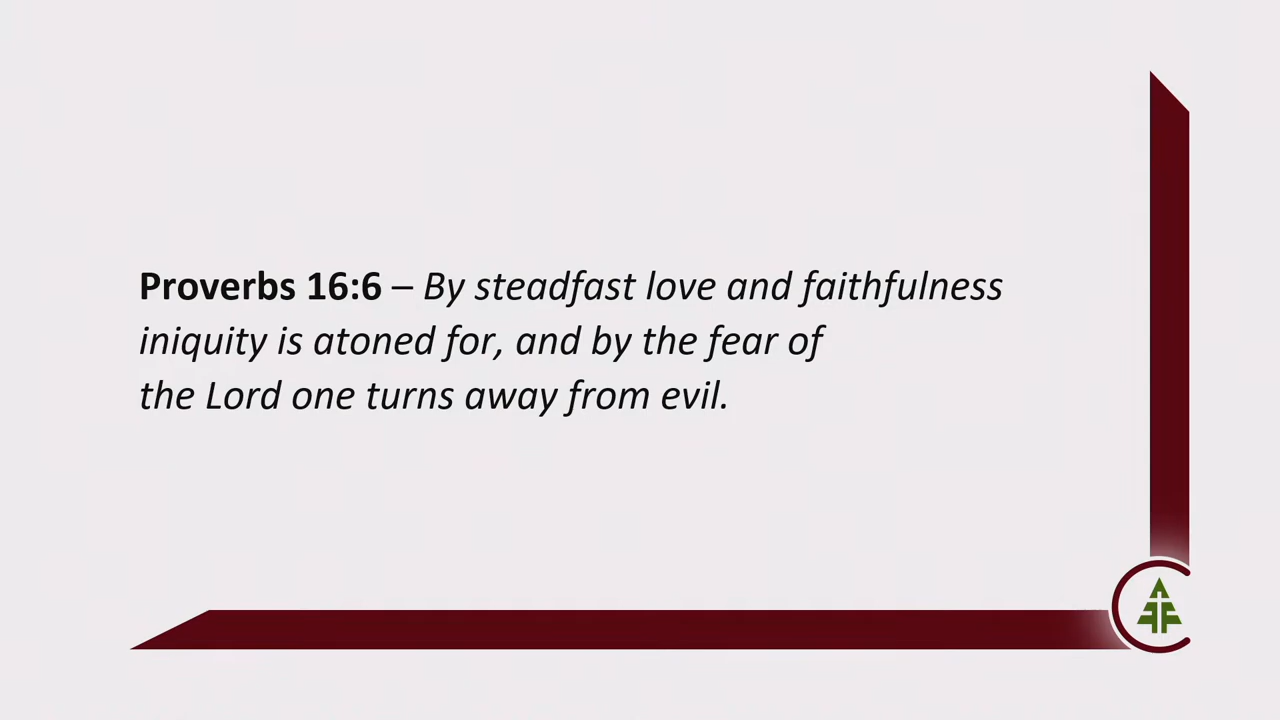 Proverbs 16:6 – By steadfast love and faithfulness
iniquity is atoned for, and by the fear of
the Lord one turns away from evil.